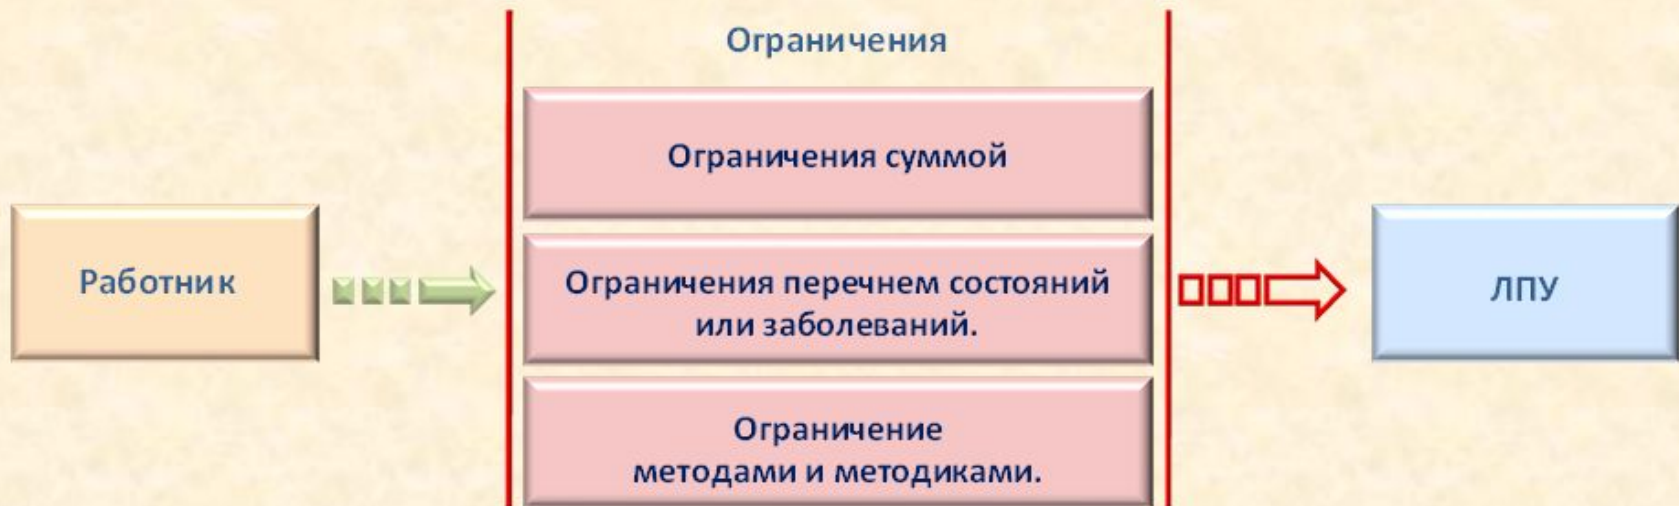 Ограничения
Ограничения суммой
Работник
Ограничения перечнем состояний
или заболеваний.
ЛПУ
Ограничение
методами и методиками.